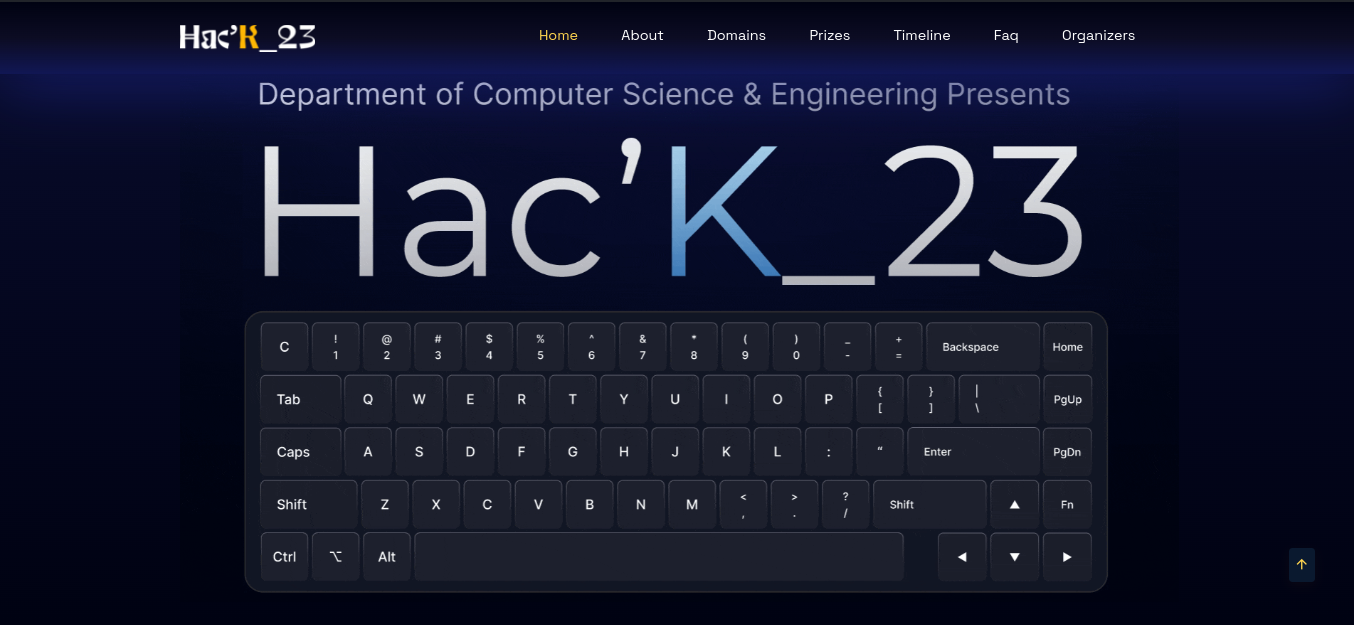 Hac'K_23 Home About Domains Prizes Timeline Faq Organizers
Department of Computer Science & Engineering Presents
Hac'K_23
C ! 1 @ 2 # 3 $ 4 % 5 ^ 6 & 7 * 8 ( 9 ) 0 _ - + = Backspace Home
Tab Q W E R T Y U I O P { [ } ] | \ PgUp
Caps A S D F G H J K L : “ Enter PgDn
Shift Z X C V B N M < , > . ? / Shift ▲ Fn
Ctrl ⌥ Alt ◀ ▼ ▶